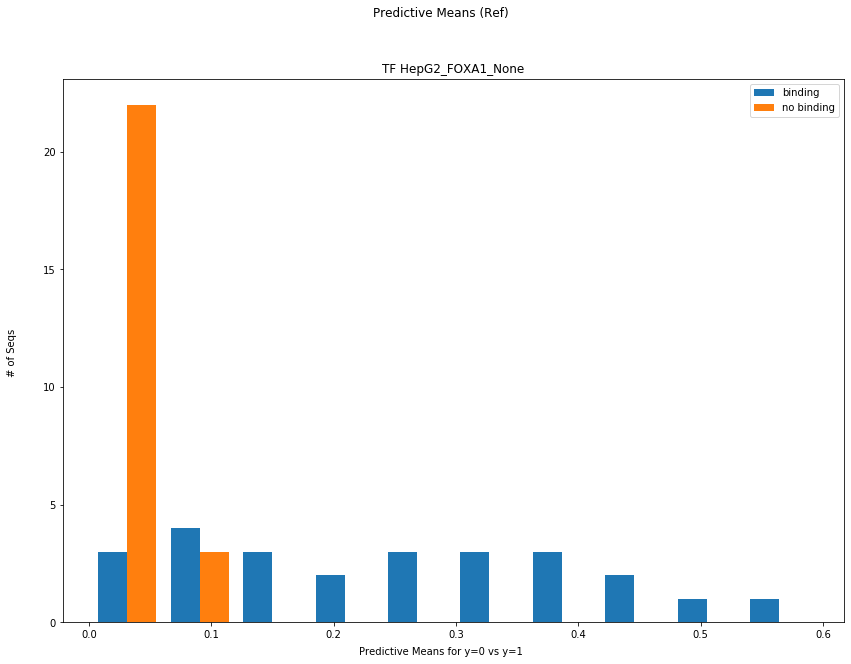 Predictive Means (Ref)
TF HepG2_FOXA1_None
binding
no binding
# of Seqs
20
15
10
5
0
0.0 0.1 0.2 0.3 0.4 0.5 0.6
Predictive Means for y=0 vs y=1